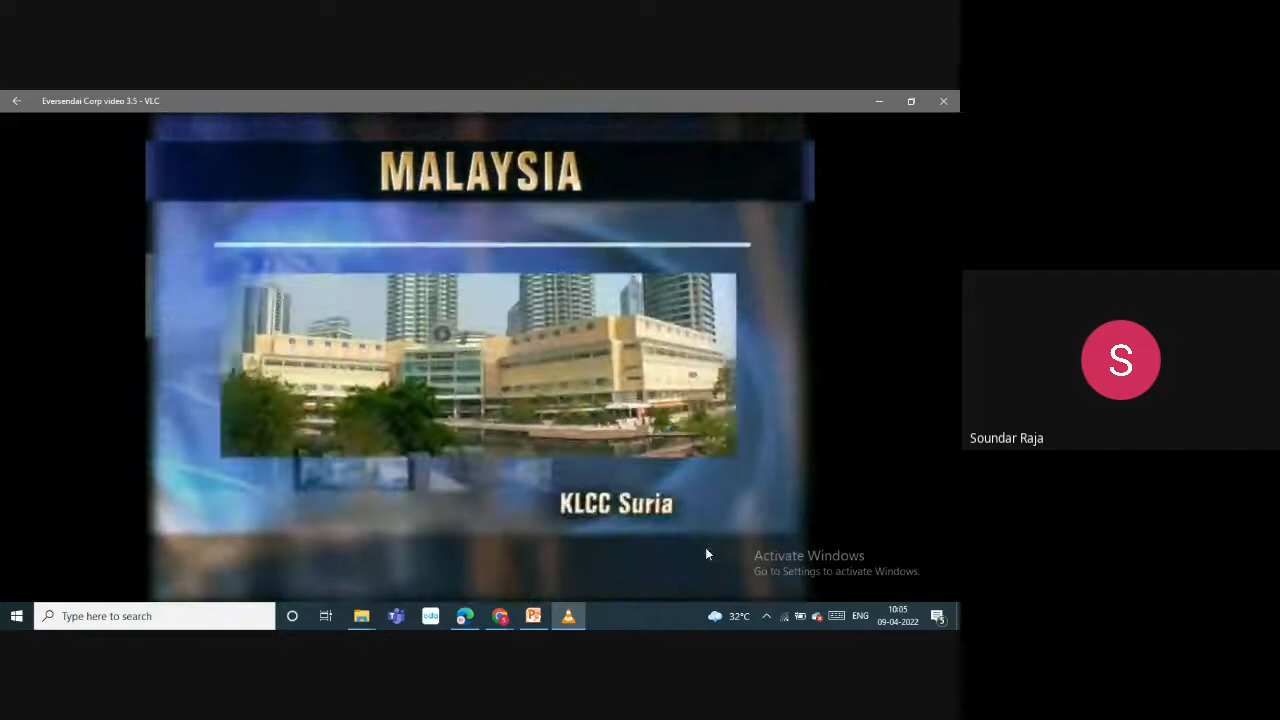 Eversendai Corp video 3.5 - VLC
MALAYSIA
KLCC Suria
S
Soundar Raja
Activate Windows
Go to Settings to activate Windows.
Type here to search
32°C
ENG
10:05
09-04-2022
5